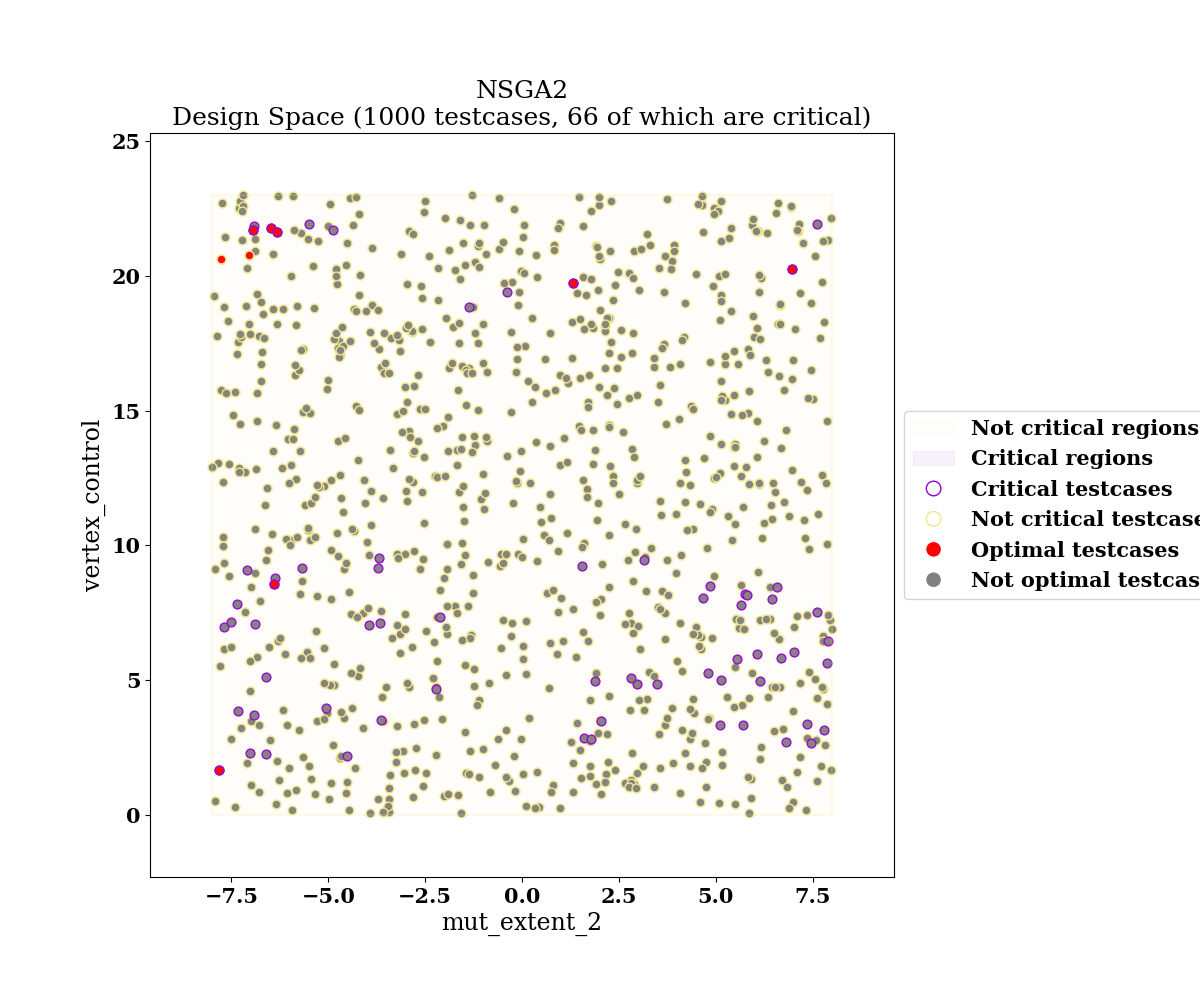 NSGA2
Design Space (1000 testcases, 66 of which are critical)
25
20
15
10
5
0
vertex_control
−7.5
−5.0
−2.5
0.0
2.5
5.0
7.5
mut_extent_2
Not critical regions
Critical regions
Critical testcases
Not critical testcase
Optimal testcases
Not optimal testcas